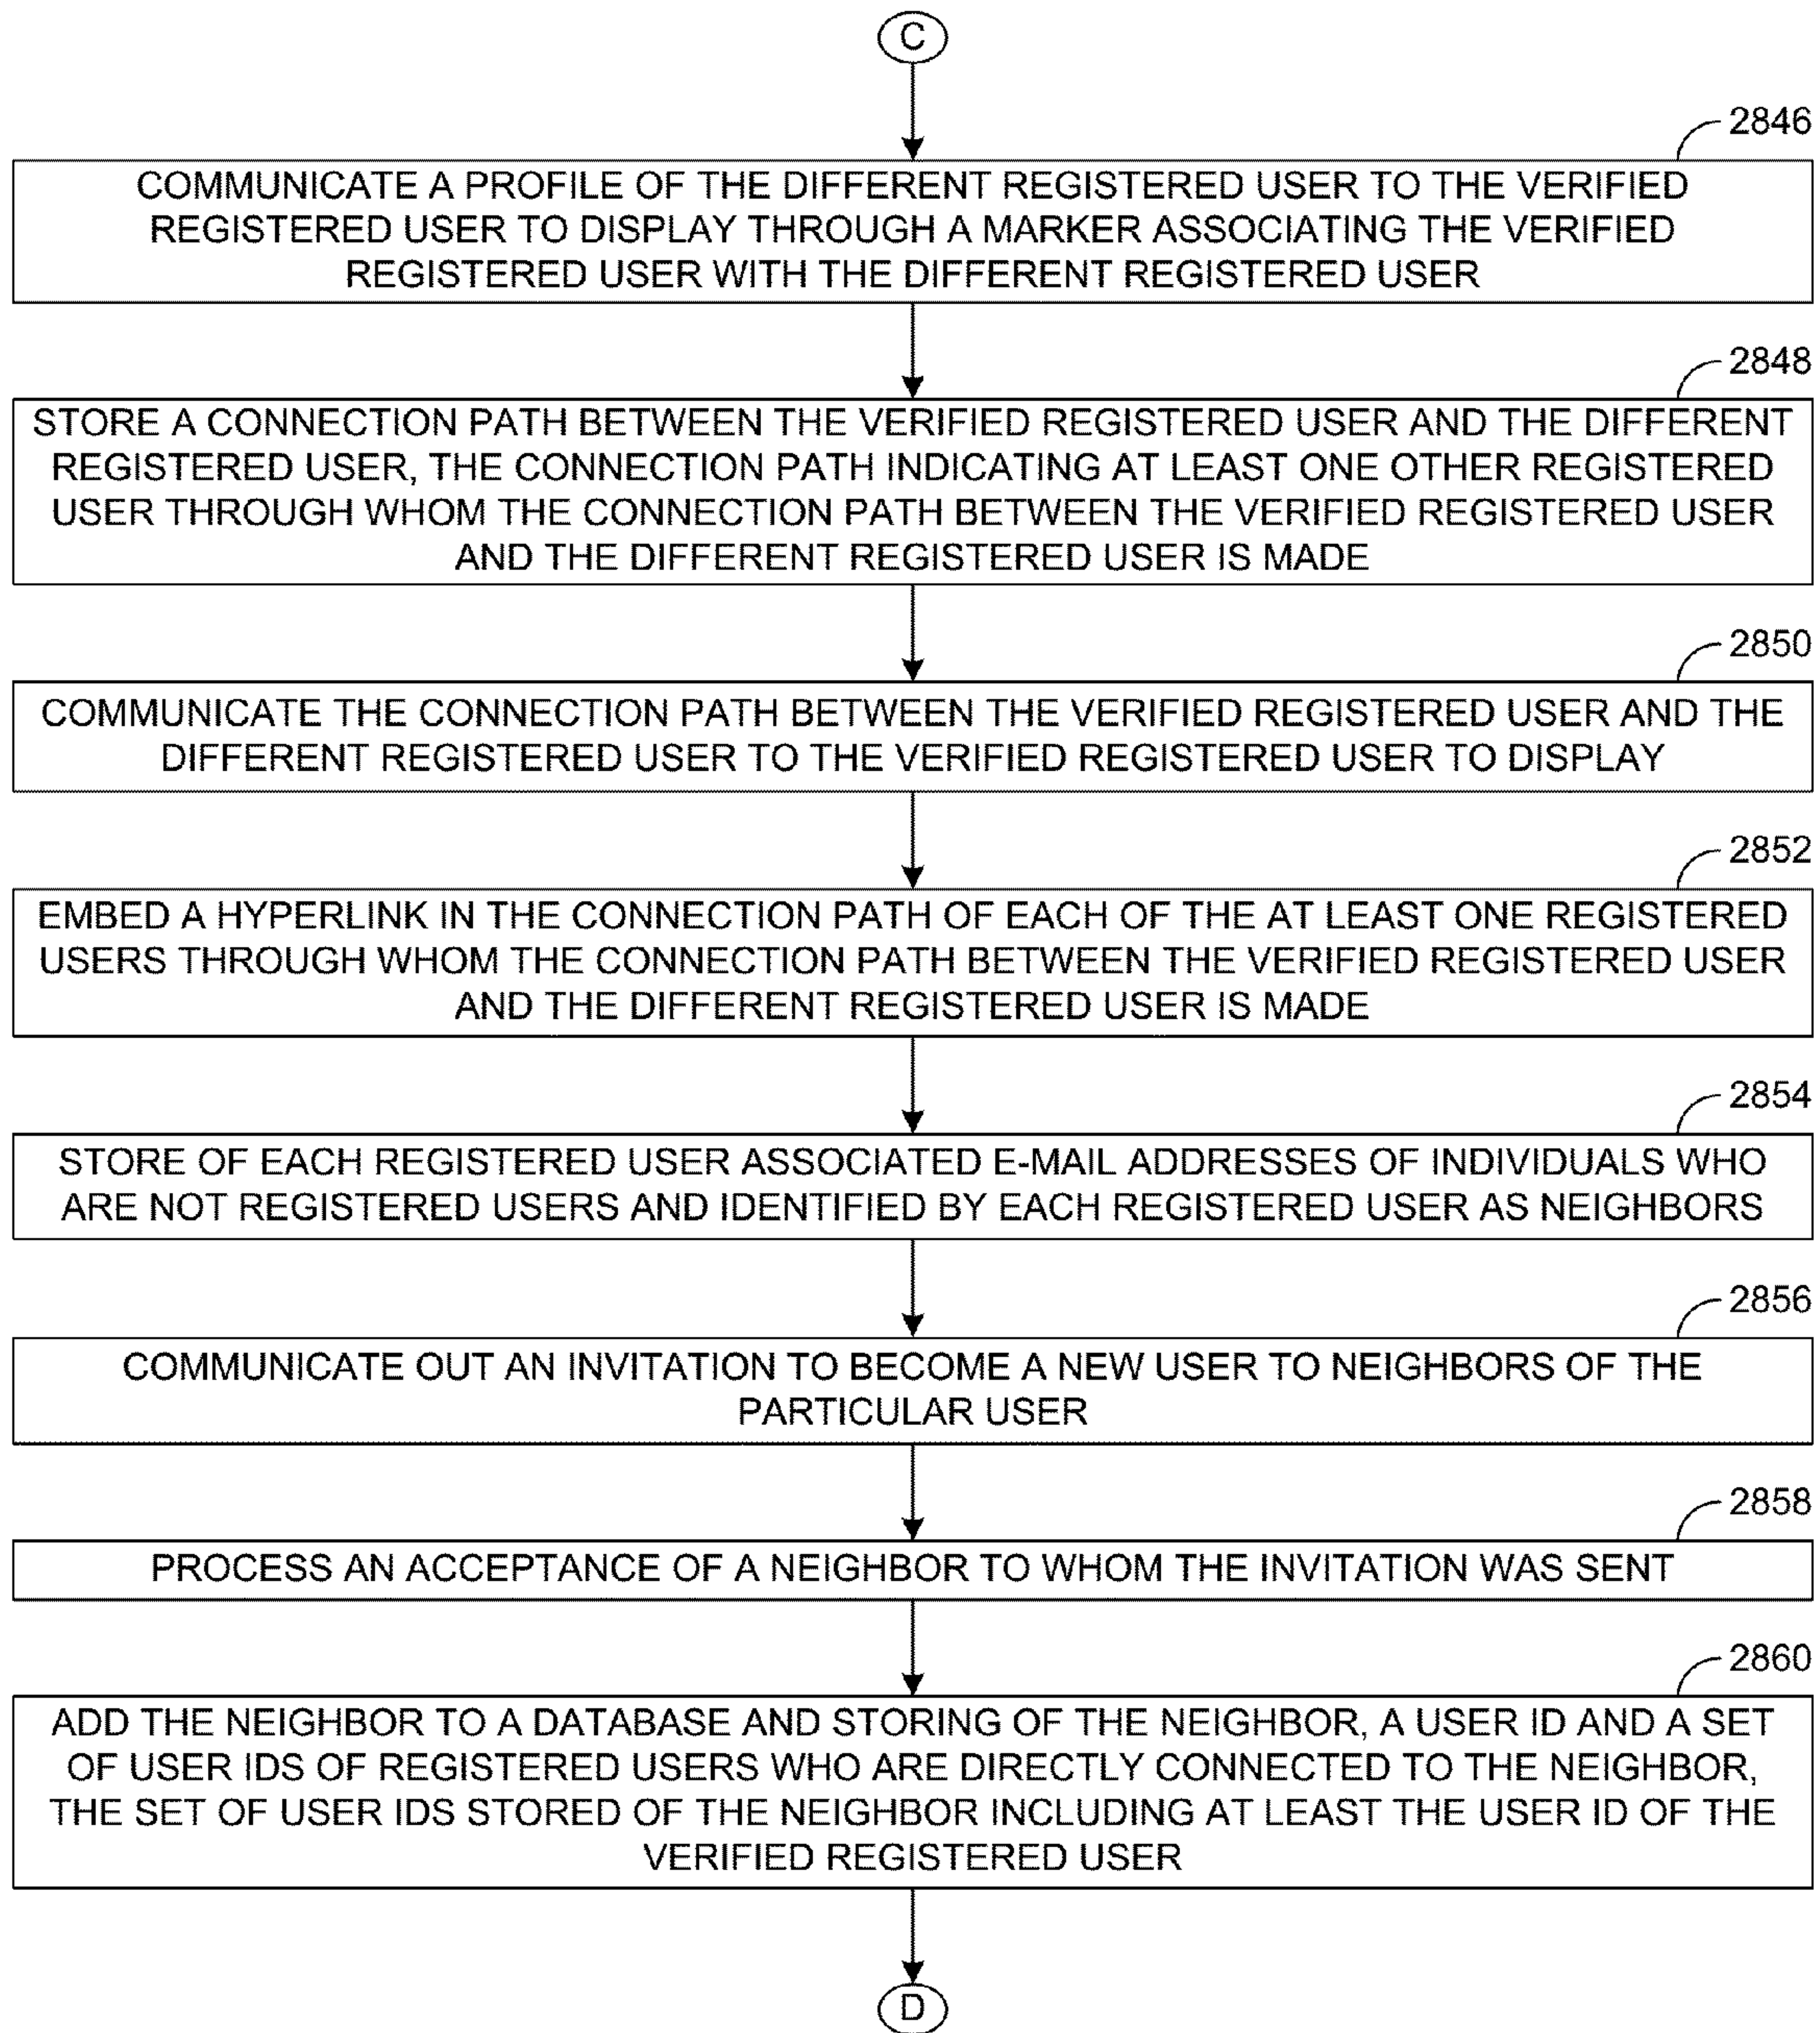 C
2846
COMMUNICATE A PROFILE OF THE DIFFERENT REGISTERED USER TO THE VERIFIED
REGISTERED USER TO DISPLAY THROUGH A MARKER ASSOCIATING THE VERIFIED
REGISTERED USER WITH THE DIFFERENT REGISTERED USER
2848
STORE A CONNECTION PATH BETWEEN THE VERIFIED REGISTERED USER AND THE DIFFERENT
REGISTERED USER, THE CONNECTION PATH INDICATING AT LEAST ONE OTHER REGISTERED
USER THROUGH WHOM THE CONNECTION PATH BETWEEN THE VERIFIED REGISTERED USER
AND THE DIFFERENT REGISTERED USER IS MADE
2850
COMMUNICATE THE CONNECTION PATH BETWEEN THE VERIFIED REGISTERED USER AND THE
DIFFERENT REGISTERED USER TO THE VERIFIED REGISTERED USER TO DISPLAY
2852
EMBED A HYPERLINK IN THE CONNECTION PATH OF EACH OF THE AT LEAST ONE REGISTERED
USERS THROUGH WHOM THE CONNECTION PATH BETWEEN THE VERIFIED REGISTERED USER
AND THE DIFFERENT REGISTERED USER IS MADE
2854
STORE OF EACH REGISTERED USER ASSOCIATED E-MAIL ADDRESSES OF INDIVIDUALS WHO
ARE NOT REGISTERED USERS AND IDENTIFIED BY EACH REGISTERED USER AS NEIGHBORS
2856
COMMUNICATE OUT AN INVITATION TO BECOME A NEW USER TO NEIGHBORS OF THE
PARTICULAR USER
2858
PROCESS AN ACCEPTANCE OF A NEIGHBOR TO WHOM THE INVITATION WAS SENT
2860
ADD THE NEIGHBOR TO A DATABASE AND STORING OF THE NEIGHBOR, A USER ID AND A SET
OF USER IDS OF REGISTERED USERS WHO ARE DIRECTLY CONNECTED TO THE NEIGHBOR,
THE SET OF USER IDS STORED OF THE NEIGHBOR INCLUDING AT LEAST THE USER ID OF THE
VERIFIED REGISTERED USER
D